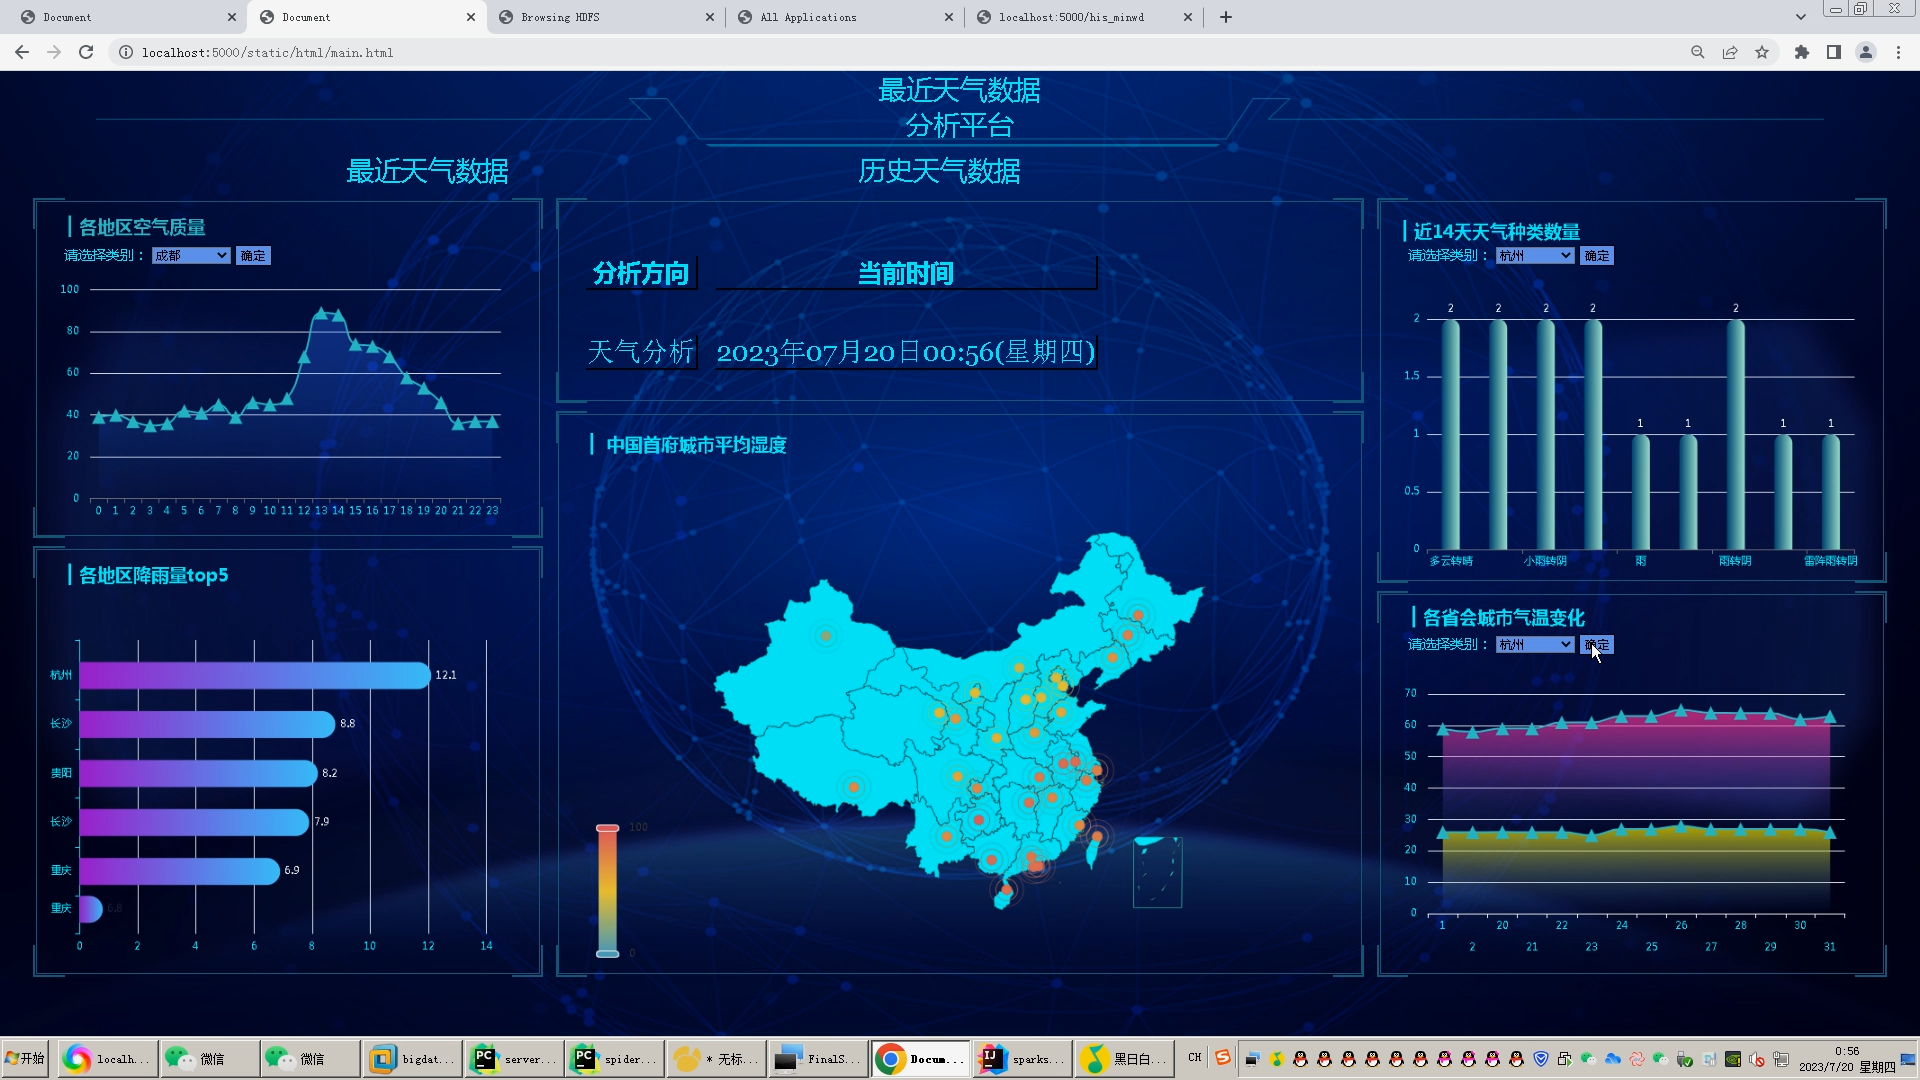 Document
Document
Browsing HDFS
All Applications
localhost:5000/his_minwd
localhost:5000/static/html/main.html
最近天气数据
分析平台
最近天气数据
历史天气数据
各地区空气质量
请选择类别： 成都 确定
100
80
60
40
20
0
0 1 2 3 4 5 6 7 8 9 10 11 12 13 14 15 16 17 18 19 20 21 22 23
各地区降雨量top5
杭州 12.1
长沙 8.8
贵阳 8.2
长沙 7.9
重庆 6.9
重庆 6.8
0 2 4 6 8 10 12 14
分析方向 当前时间
天气分析 2023年07月20日00:56(星期四)
中国首府城市平均湿度
100
0
近14天天气种类数量
请选择类别： 杭州 确定
2 2 2 2 1 1 2 1 1
2
1.5
1
0.5
0
多云转晴 小雨转阴 雨 雨转阴 雷阵雨转阴
各省会城市气温变化
请选择类别： 杭州 确定
70
60
50
40
30
20
10
0
1 20 22 24 26 28 30
2 21 23 25 27 29 31
开始
localh...
微信
微信
bigdat...
server...
spider...
* 无标...
FinalS...
Docum...
sparks...
黑日白...
CH
0:56
2023/7/20 星期四